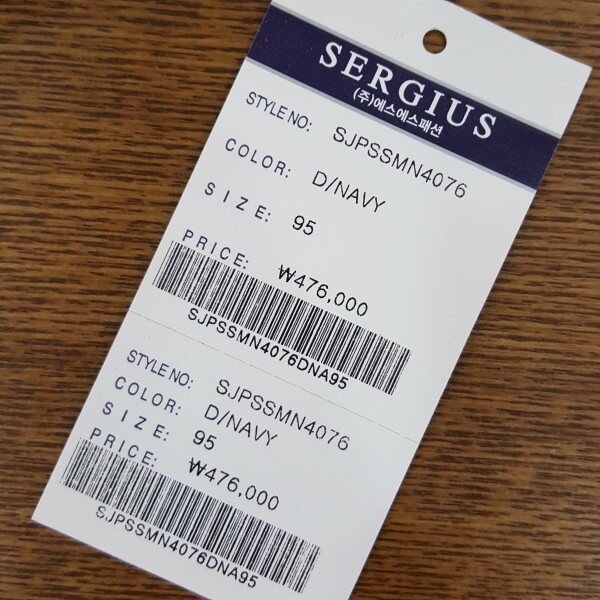 SERGIUS
(주)에스에스패션
STYLE NO: SJPSSMN4076
COLOR: D/NAVY
SIZE: 95
PRICE: ₩476,000
SJPSSMN4076DNA95
STYLE NO: SJPSSMN4076
COLOR: D/NAVY
SIZE: 95
PRICE: ₩476,000
SJPSSMN4076DNA95